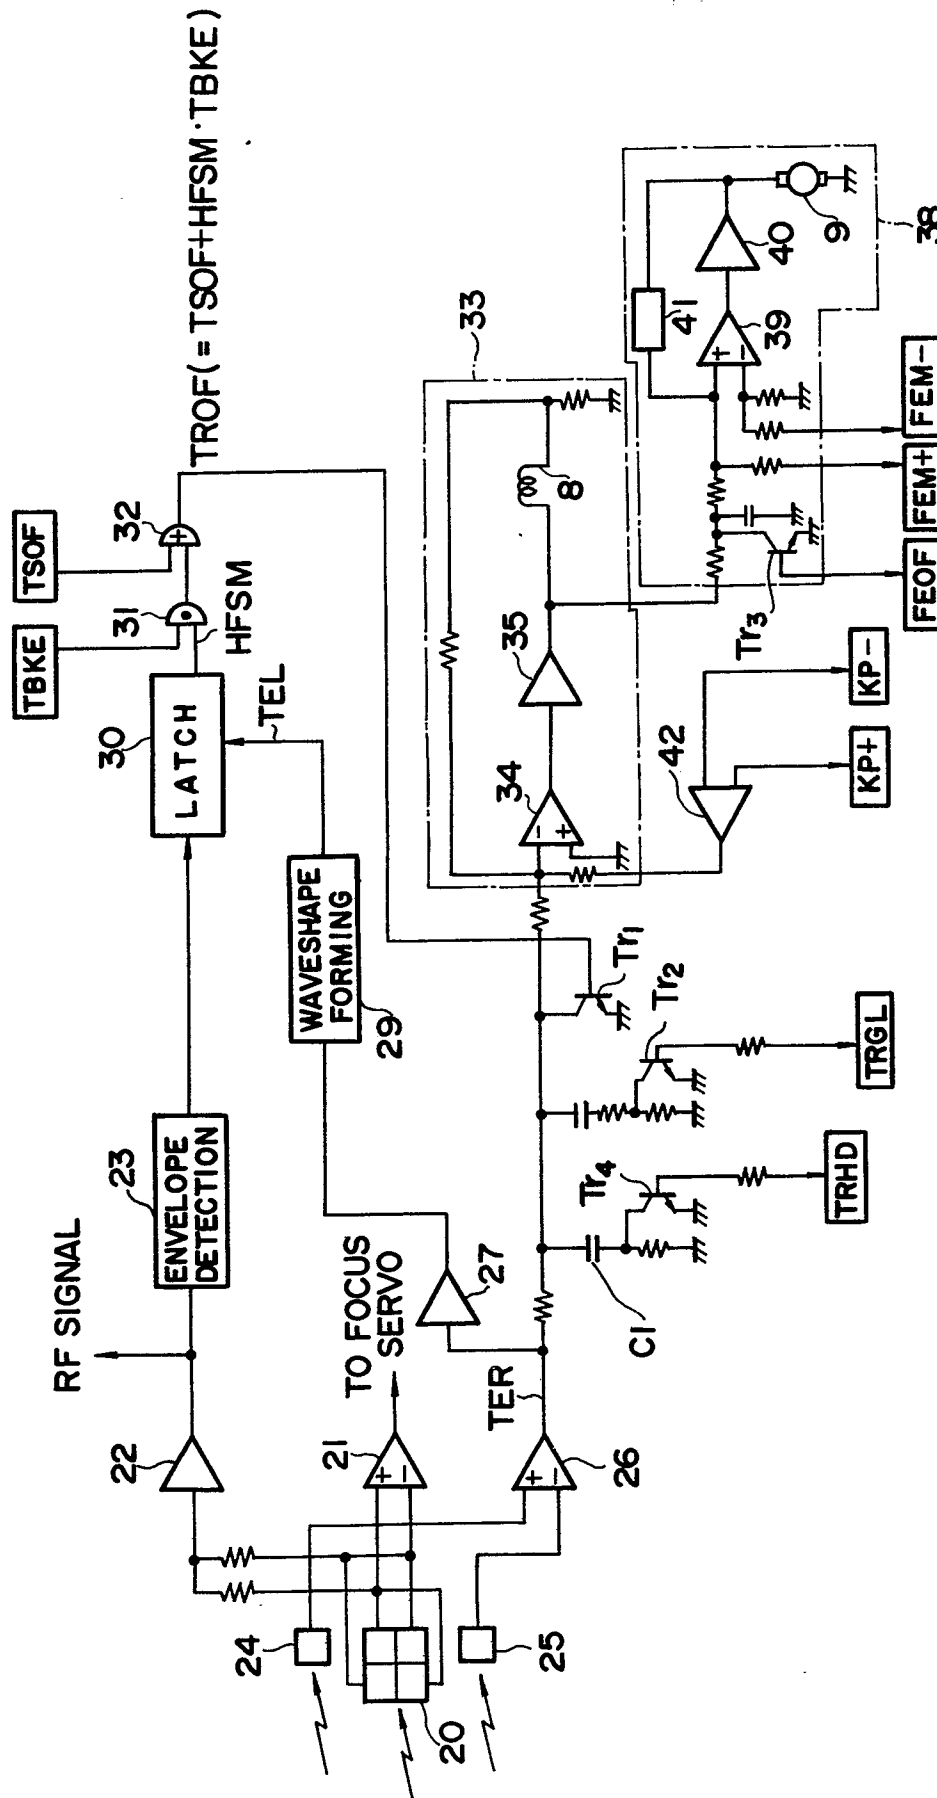 TROF(=TSOF+HFSM·TBKE)
TSOF
32
TBKE
31
HFSM
30
LATCH
TEL
WAVESHAPE
FORMING
29
23
ENVELOPE
DETECTION
RF SIGNAL
22
TO FOCUS
SERVO
21
+
−
27
TER
26
+
−
24
20
25
C1
Tr4
TRHD
Tr2
TRGL
Tr1
33
34
−
+
35
8
42
KP+
KP−
38
41
40
9
39
+
−
Tr3
FEOF
FEM+
FEM−